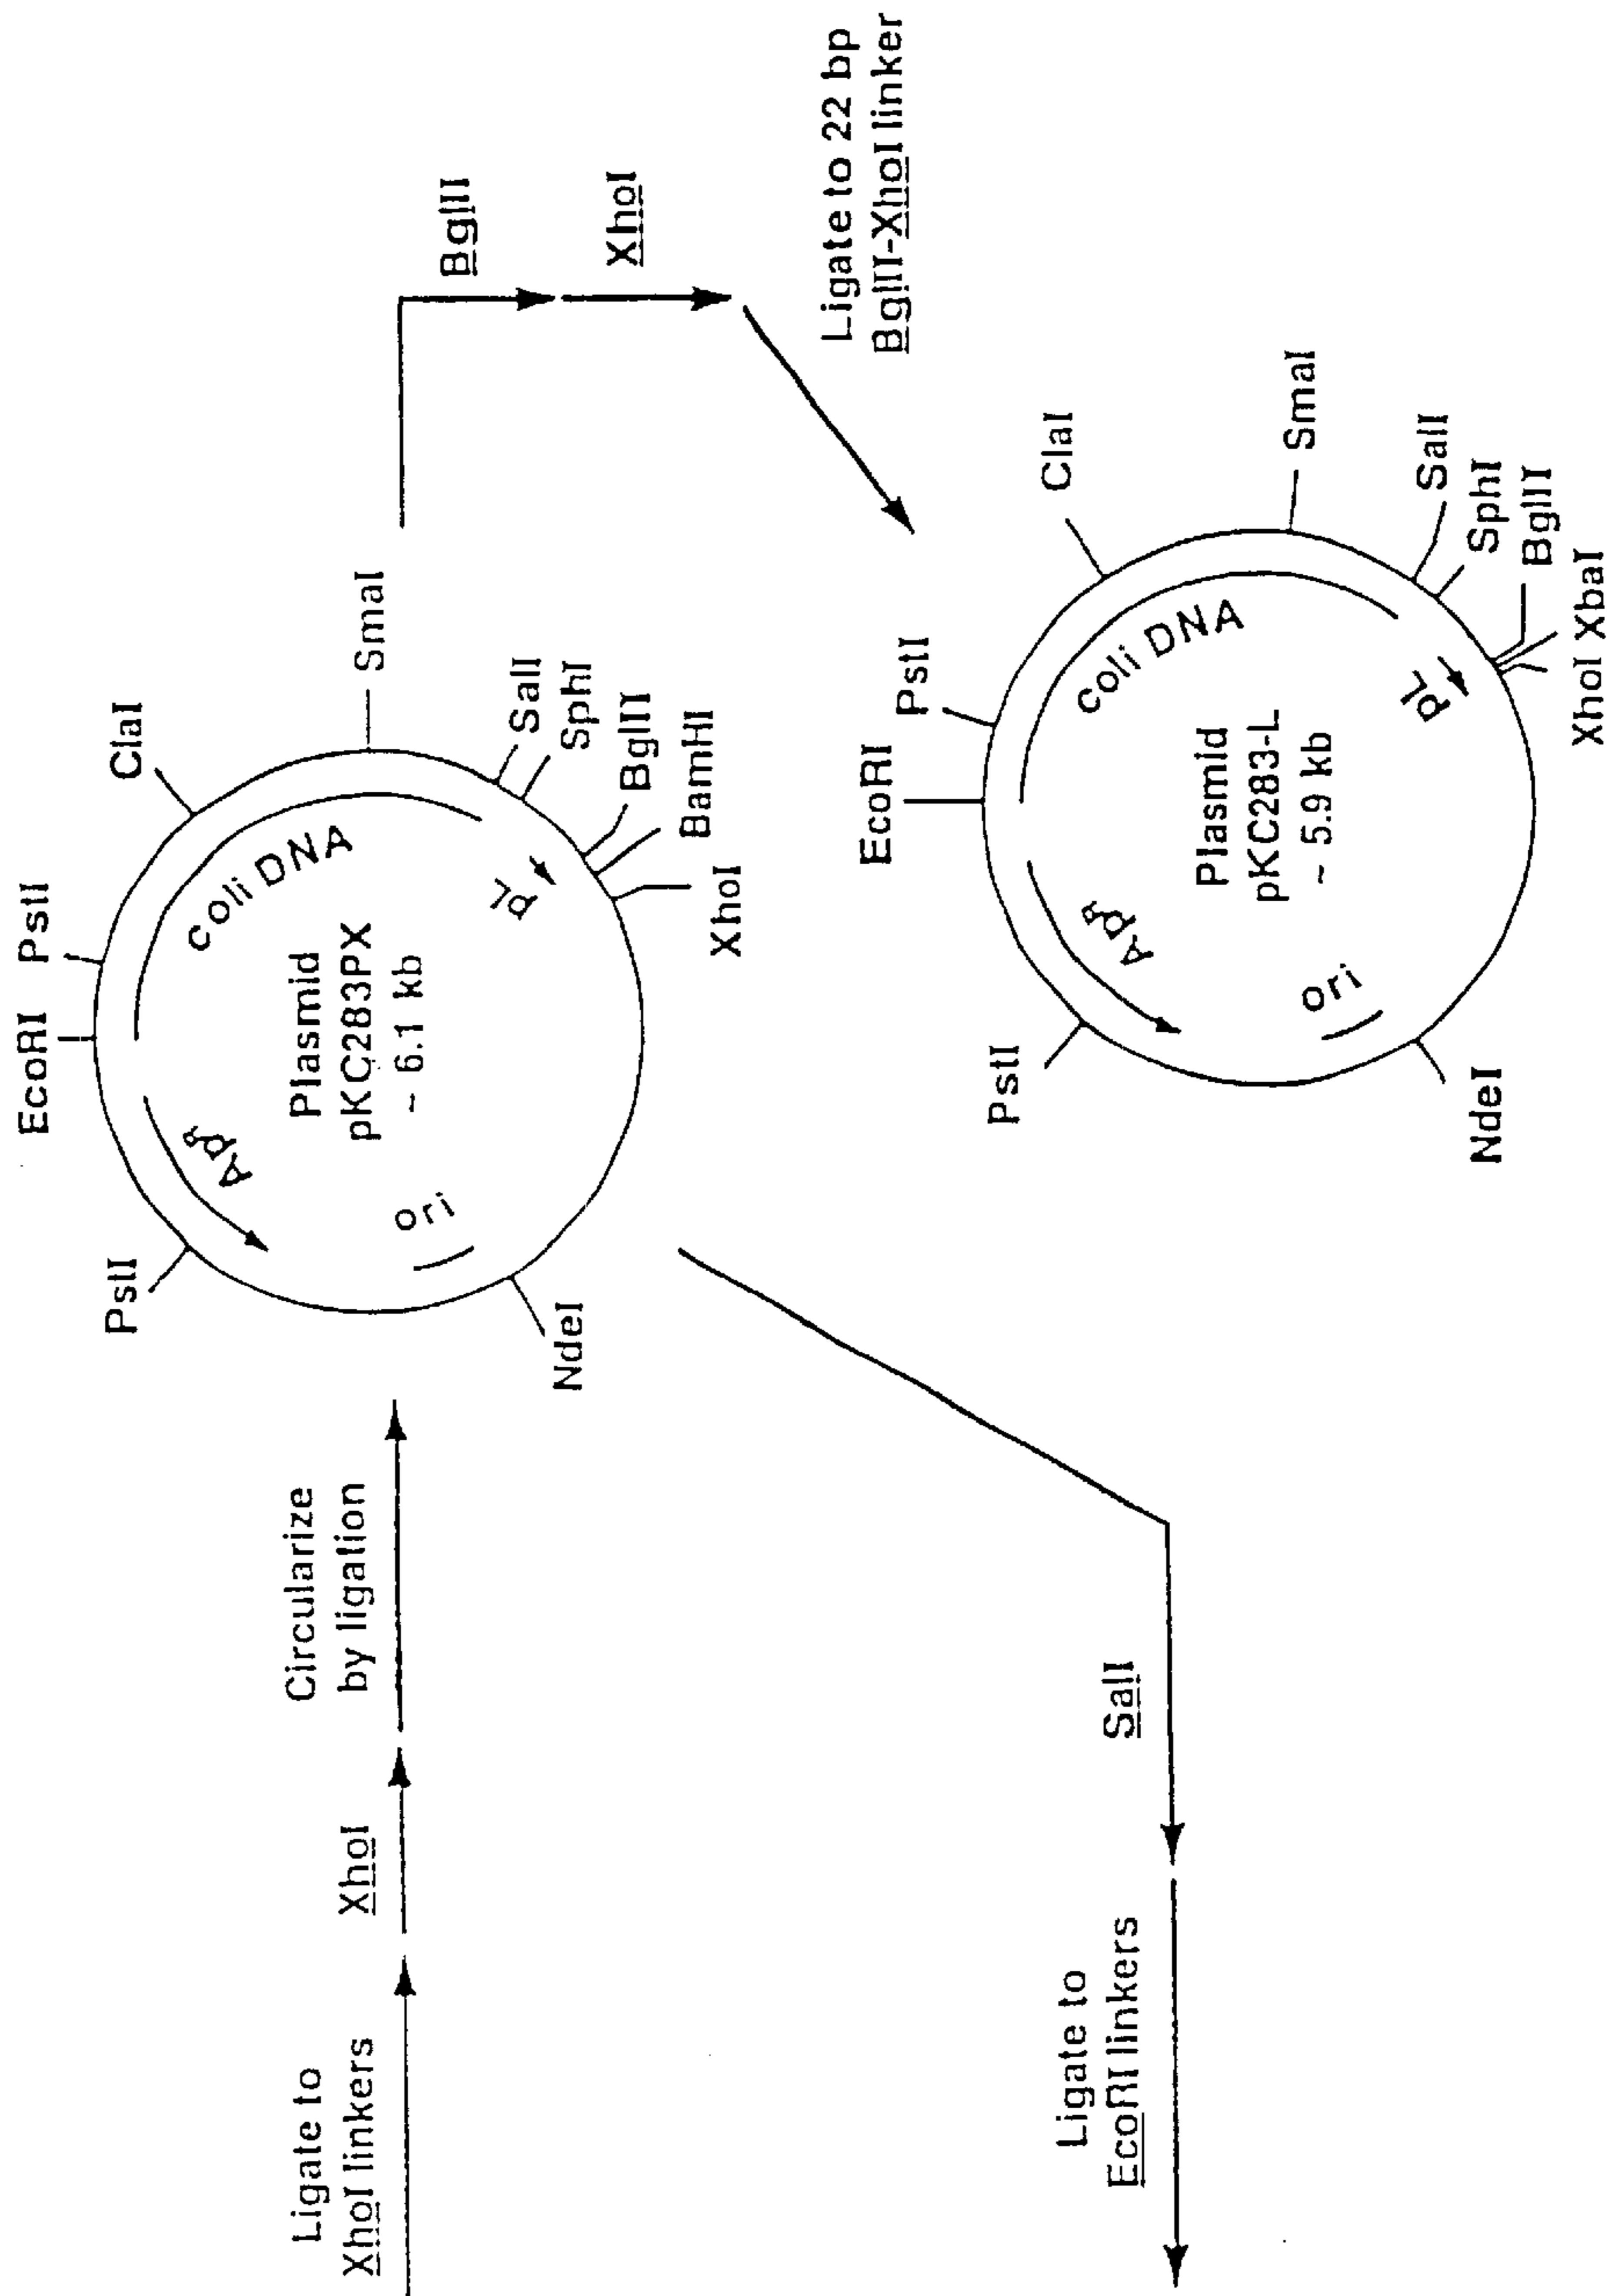 Ligate to
XhoI linkers
XhoI
Circularize
by ligation
EcoRI
PstI
ClaI
SmaI
SalI
SphI
BglII
BamHI
XhoI
NdeI
PstI
coli DNA
pL
ApR
ori
Plasmid
pKC283PX
~ 6.1 kb
BglII
XhoI
Ligate to 22 bp
BglII-XhoI linker
EcoRI
PstI
ClaI
SmaI
SalI
SphI
BglII
XhoI XbaI
NdeI
PstI
coli DNA
pL
ApR
ori
Plasmid
pKC283-L
~ 5.9 kb
SalI
Ligate to
EcoRI linkers